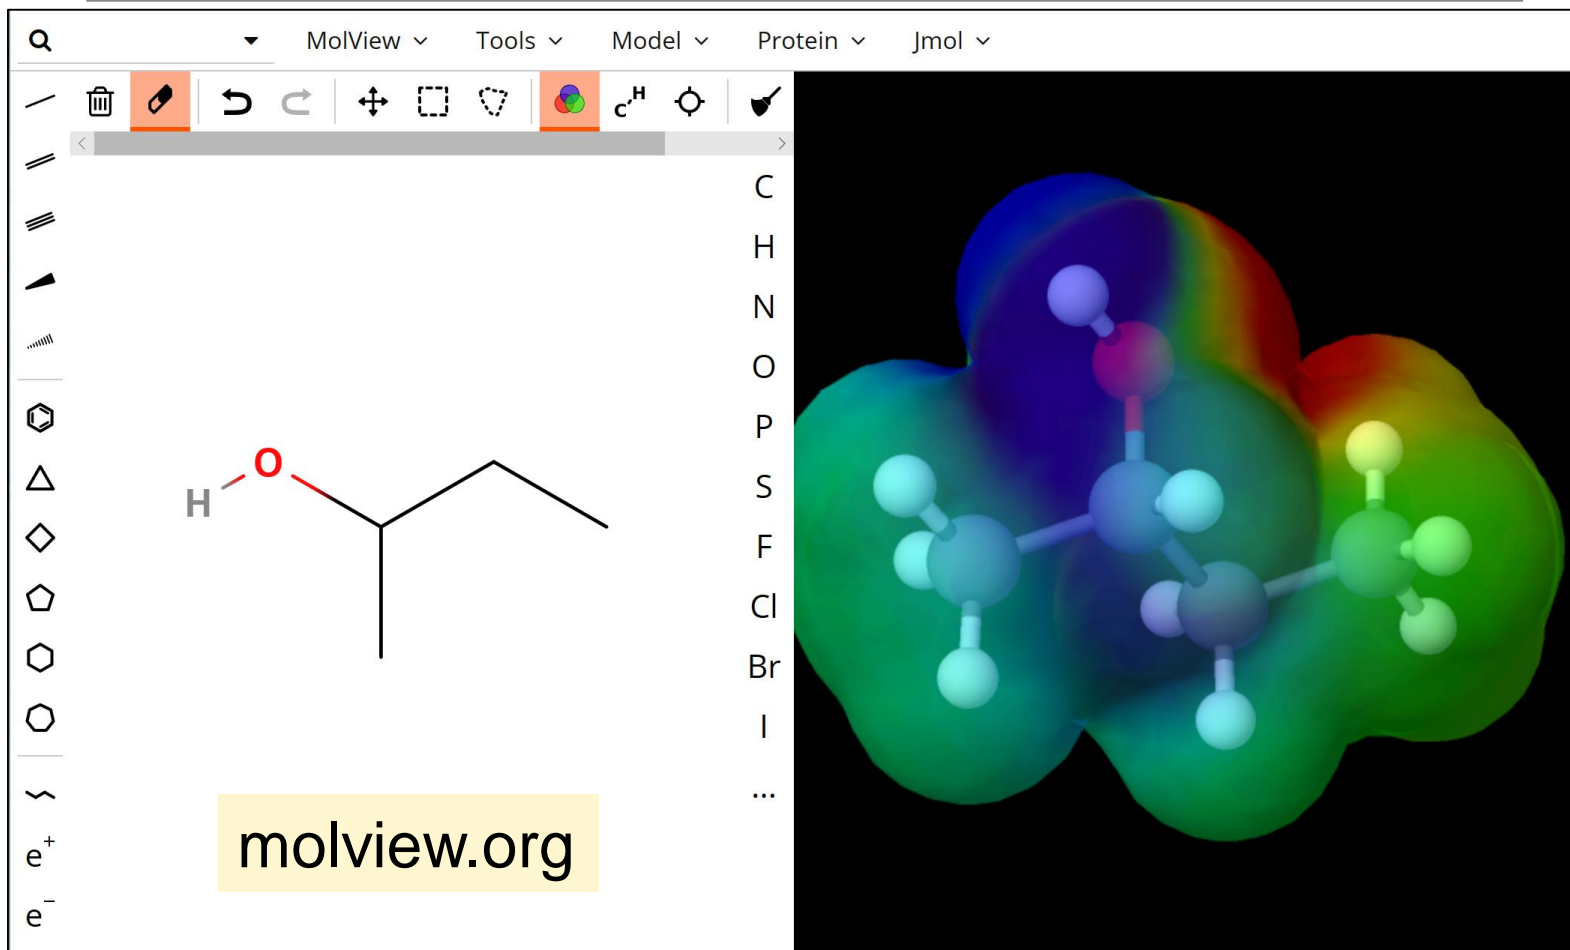 MolView Tools Model Protein Jmol
C H
C
H
N
O
P
S
F
Cl
Br
I
...
H O
molview.org
e+
e−